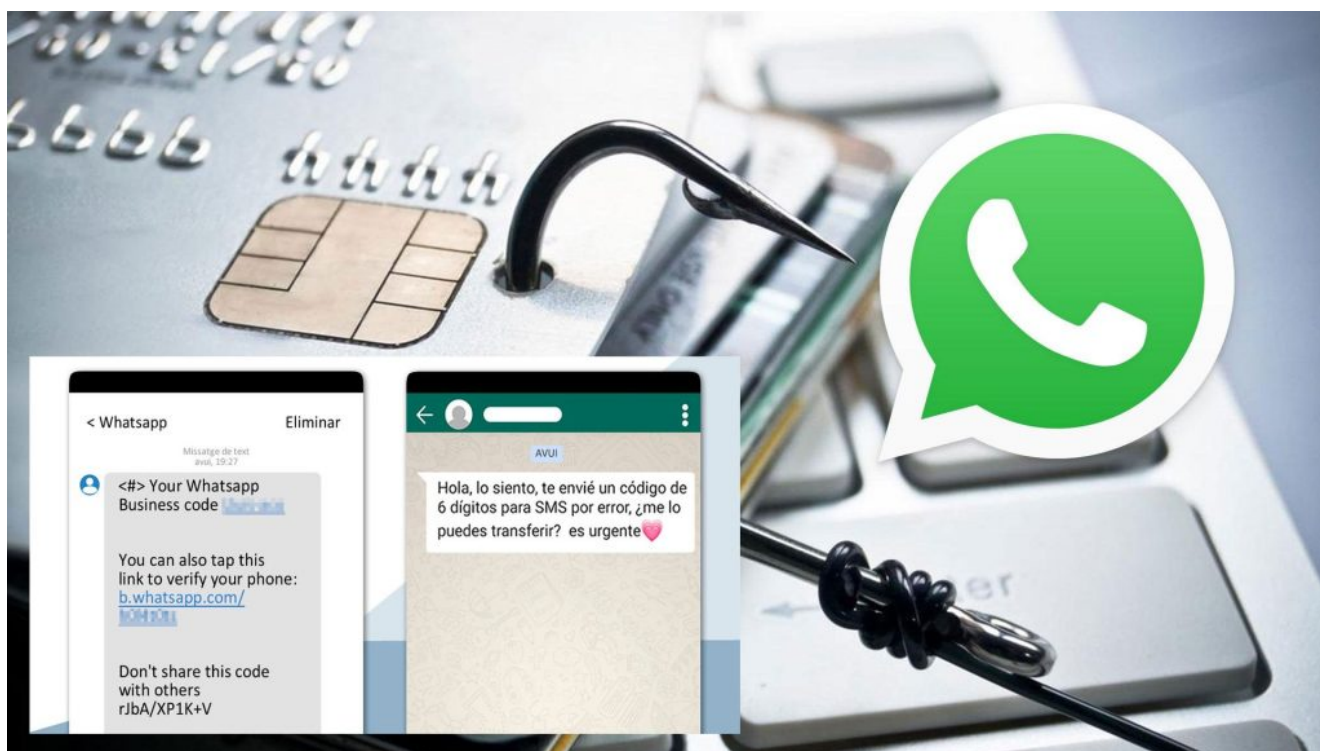 < Whatsapp Eliminar
Missatge de text
avui, 19:27
<#> Your Whatsapp
Business code
You can also tap this
link to verify your phone:
b.whatsapp.com/
Don't share this code
with others
rJbA/XP1K+V
AVUI
Hola, lo siento, te envié un código de
6 dígitos para SMS por error, ¿me lo
puedes transferir? es urgente